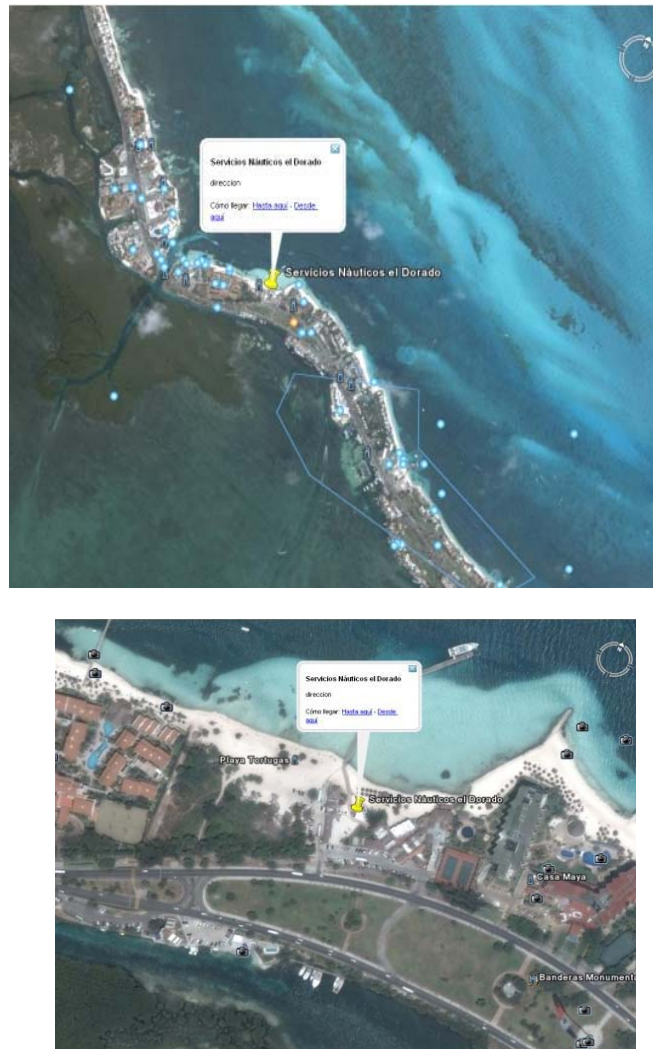 Servicios Náuticos el Dorado
direccion
Cómo llegar: Hasta aquí - Desde
aquí
Servicios Náuticos el Dorado
Servicios Náuticos el Dorado
direccion
Cómo llegar: Hasta aquí - Desde
aquí
Playa Tortugas
Servicios Náuticos el Dorado
Casa Maya
Banderas Monument